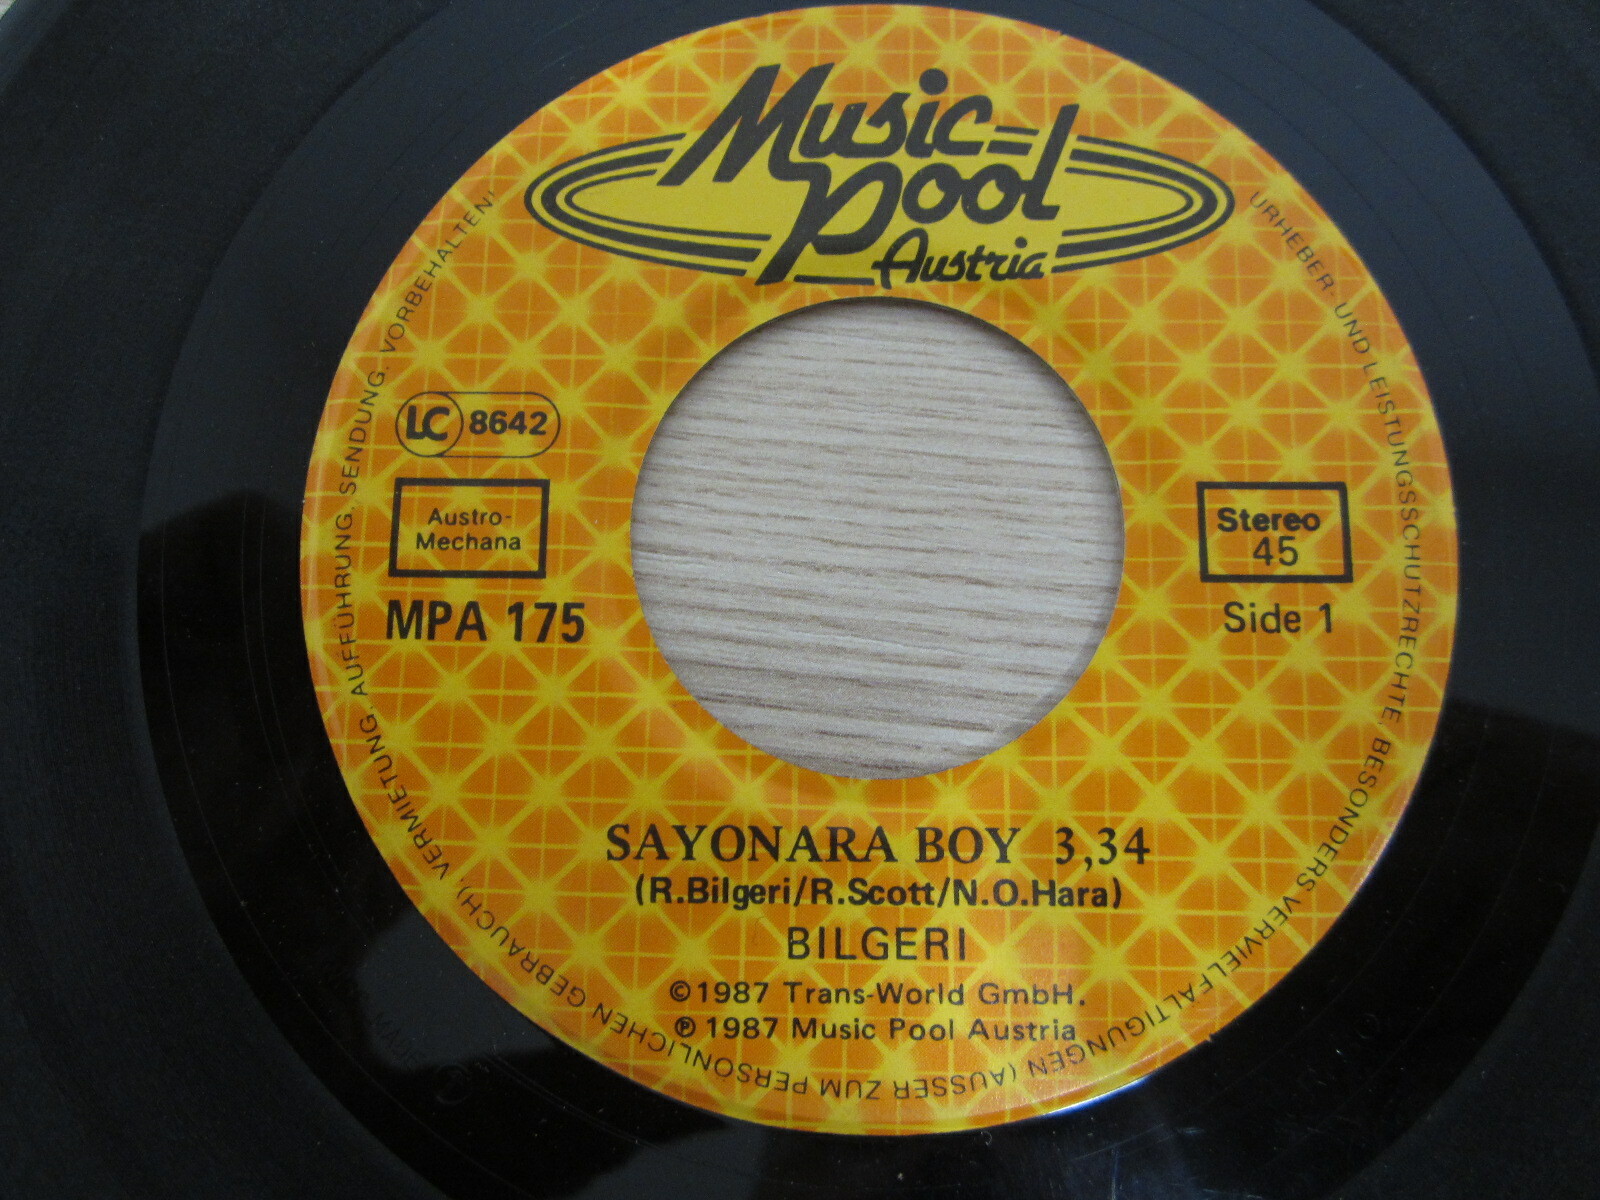 Music
Pool
Austria
URHEBER- UND LEISTUNGSSCHUTZRECHTE, BESONDERS VERVIELFÄLTIGUNGEN (AUSSER ZUM PERSÖNLICHEN GEBRAUCH), VERMIETUNG, AUFFÜHRUNG, SENDUNG, VORBEHALTEN!
LC 8642
Austro-
Mechana
MPA 175
Stereo
45
Side 1
SAYONARA BOY 3,34
(R.Bilgeri/R.Scott/N.O.Hara)
BILGERI
©1987 Trans-World GmbH.
℗ 1987 Music Pool Austria